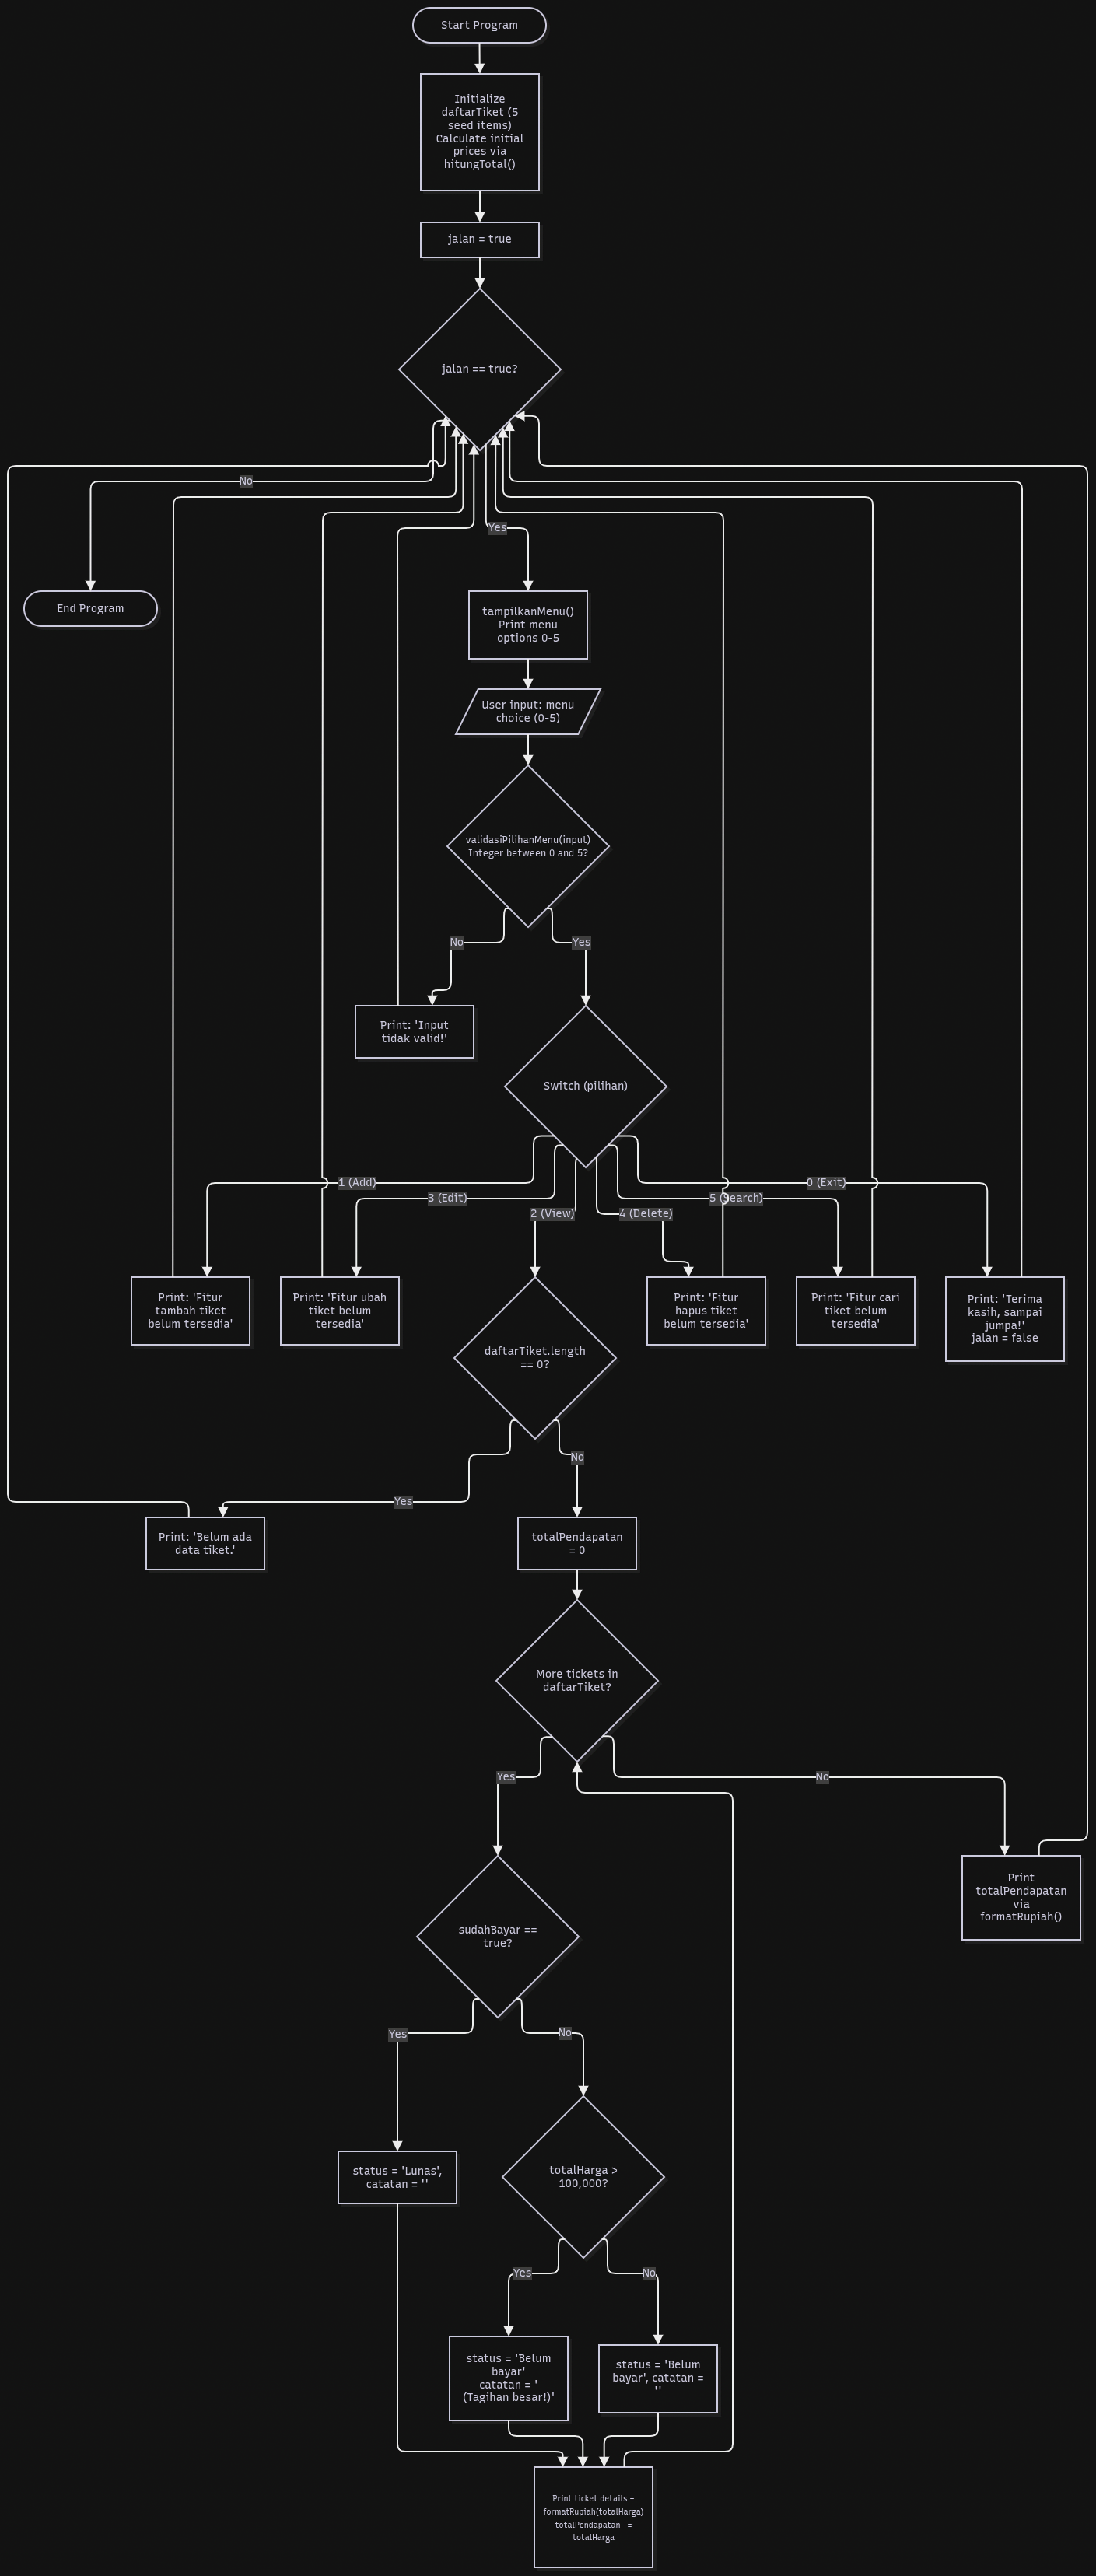 Start Program
Initialize
daftarTiket (5
seed items)
Calculate initial
prices via
hitungTotal()
jalan = true
jalan == true?
No
Yes
End Program
tampilkanMenu()
Print menu
options 0-5
User input: menu
choice (0-5)
validasiPilihanMenu(input)
Integer between 0 and 5?
No
Yes
Print: 'Input
tidak valid!'
Switch (pilihan)
1 (Add)
3 (Edit)
2 (View)
4 (Delete)
5 (Search)
0 (Exit)
Print: 'Fitur
tambah tiket
belum tersedia'
Print: 'Fitur ubah
tiket belum
tersedia'
daftarTiket.length
== 0?
Print: 'Fitur
hapus tiket
belum tersedia'
Print: 'Fitur cari
tiket belum
tersedia'
Print: 'Terima
kasih, sampai
jumpa!'
jalan = false
Yes
No
Print: 'Belum ada
data tiket.'
totalPendapatan
= 0
More tickets in
daftarTiket?
Yes
No
Print
totalPendapatan
via
formatRupiah()
sudahBayar ==
true?
Yes
No
status = 'Lunas',
catatan = ''
totalHarga >
100,000?
Yes
No
status = 'Belum
bayar'
catatan = '
(Tagihan besar!)'
status = 'Belum
bayar', catatan =
''
Print ticket details +
formatRupiah(totalHarga)
totalPendapatan +=
totalHarga